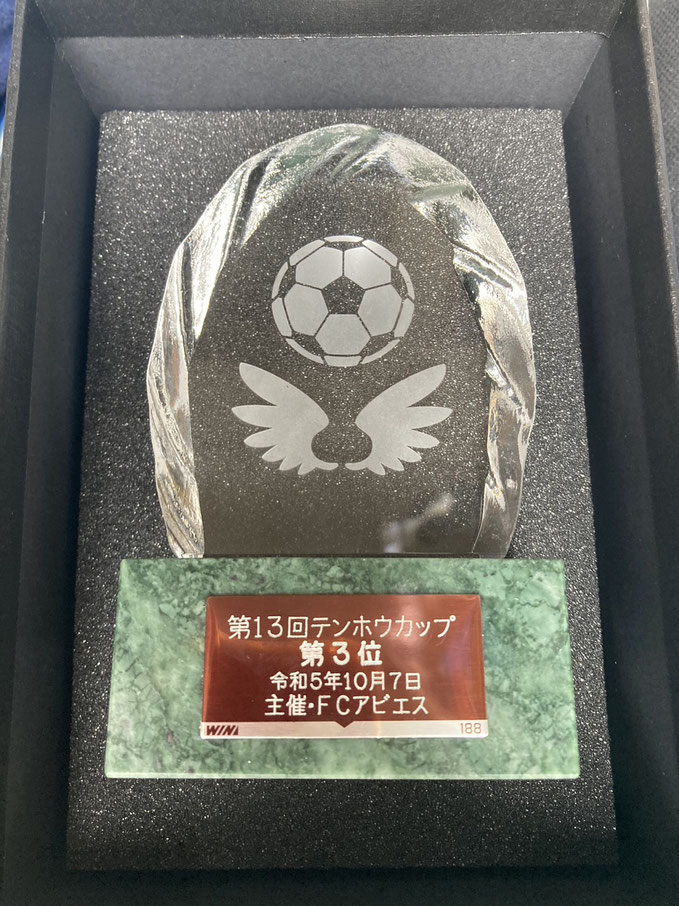 第13回テンホウカップ
第3位
令和5年10月7日
主催・FCアビエス
WIN1 188